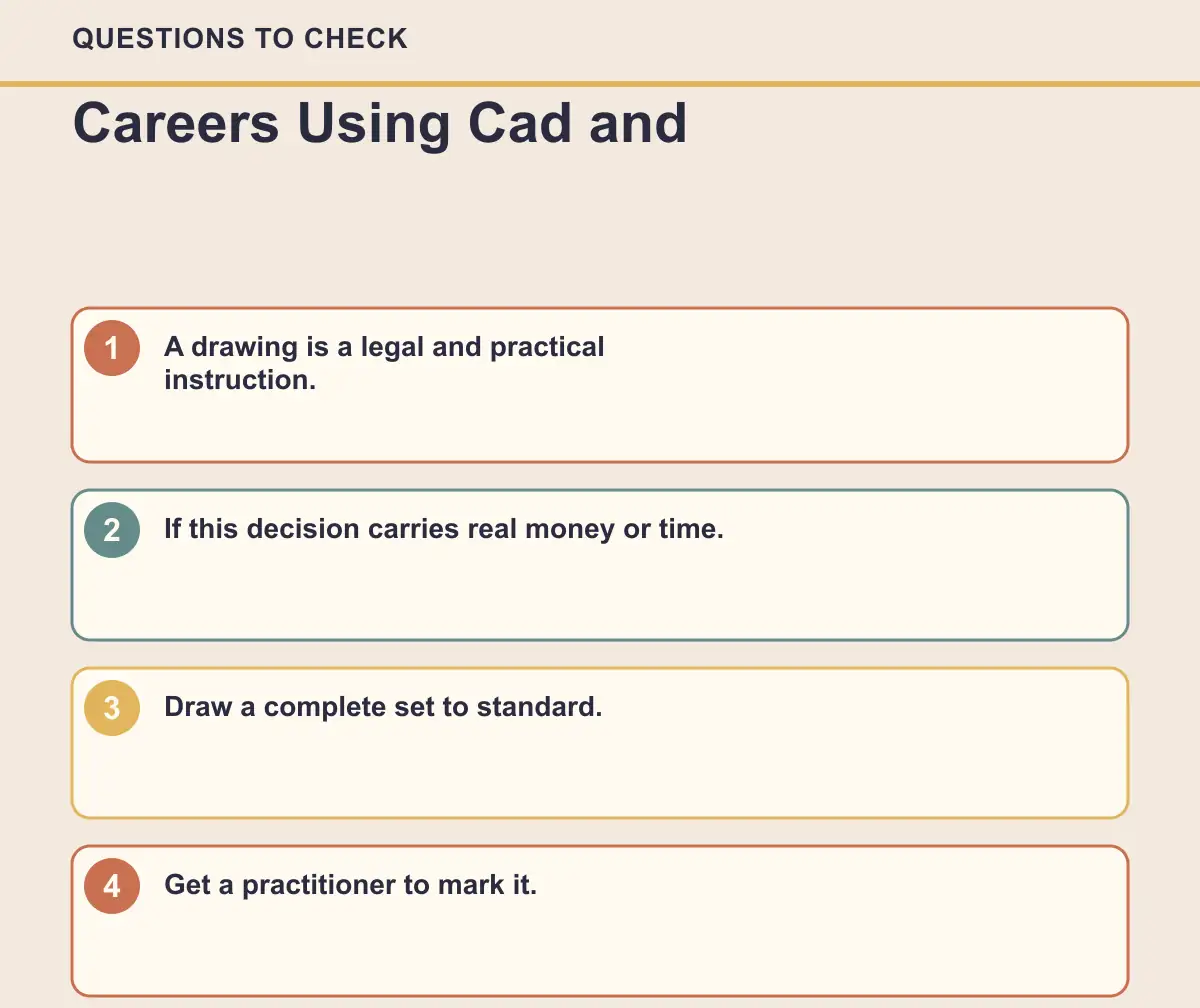 QUESTIONS TO CHECK
Careers Using Cad and
1
A drawing is a legal and practical
instruction.
2
If this decision carries real money or time.
3
Draw a complete set to standard.
4
Get a practitioner to mark it.